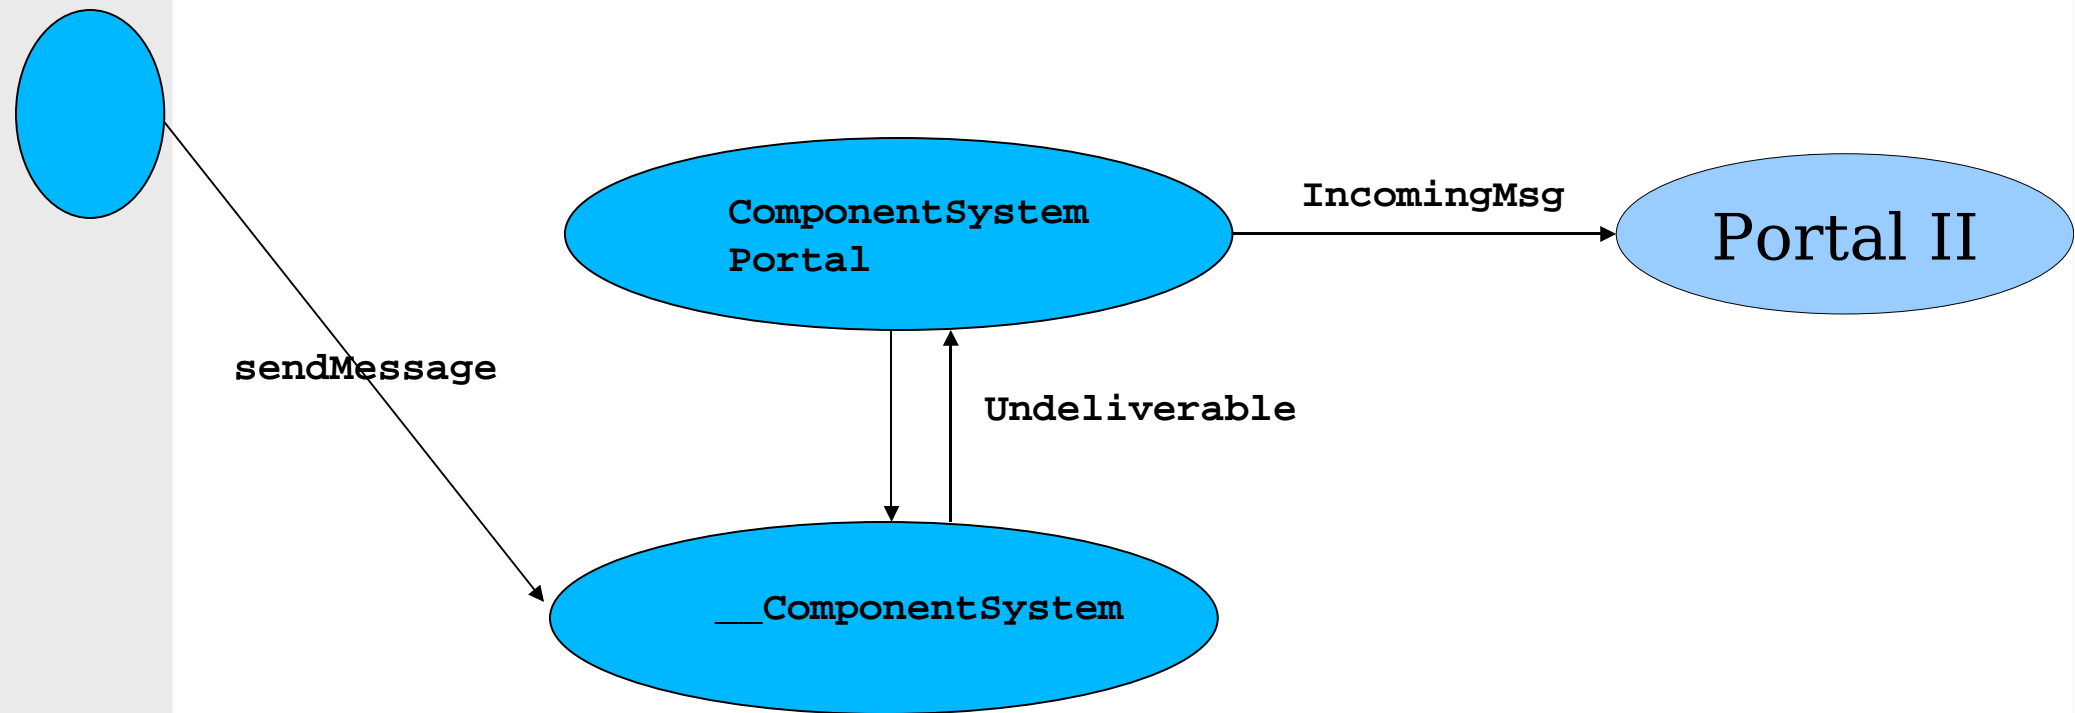 ComponentSystem
Portal
IncomingMsg
Portal II
sendMessage
Undeliverable
__ComponentSystem